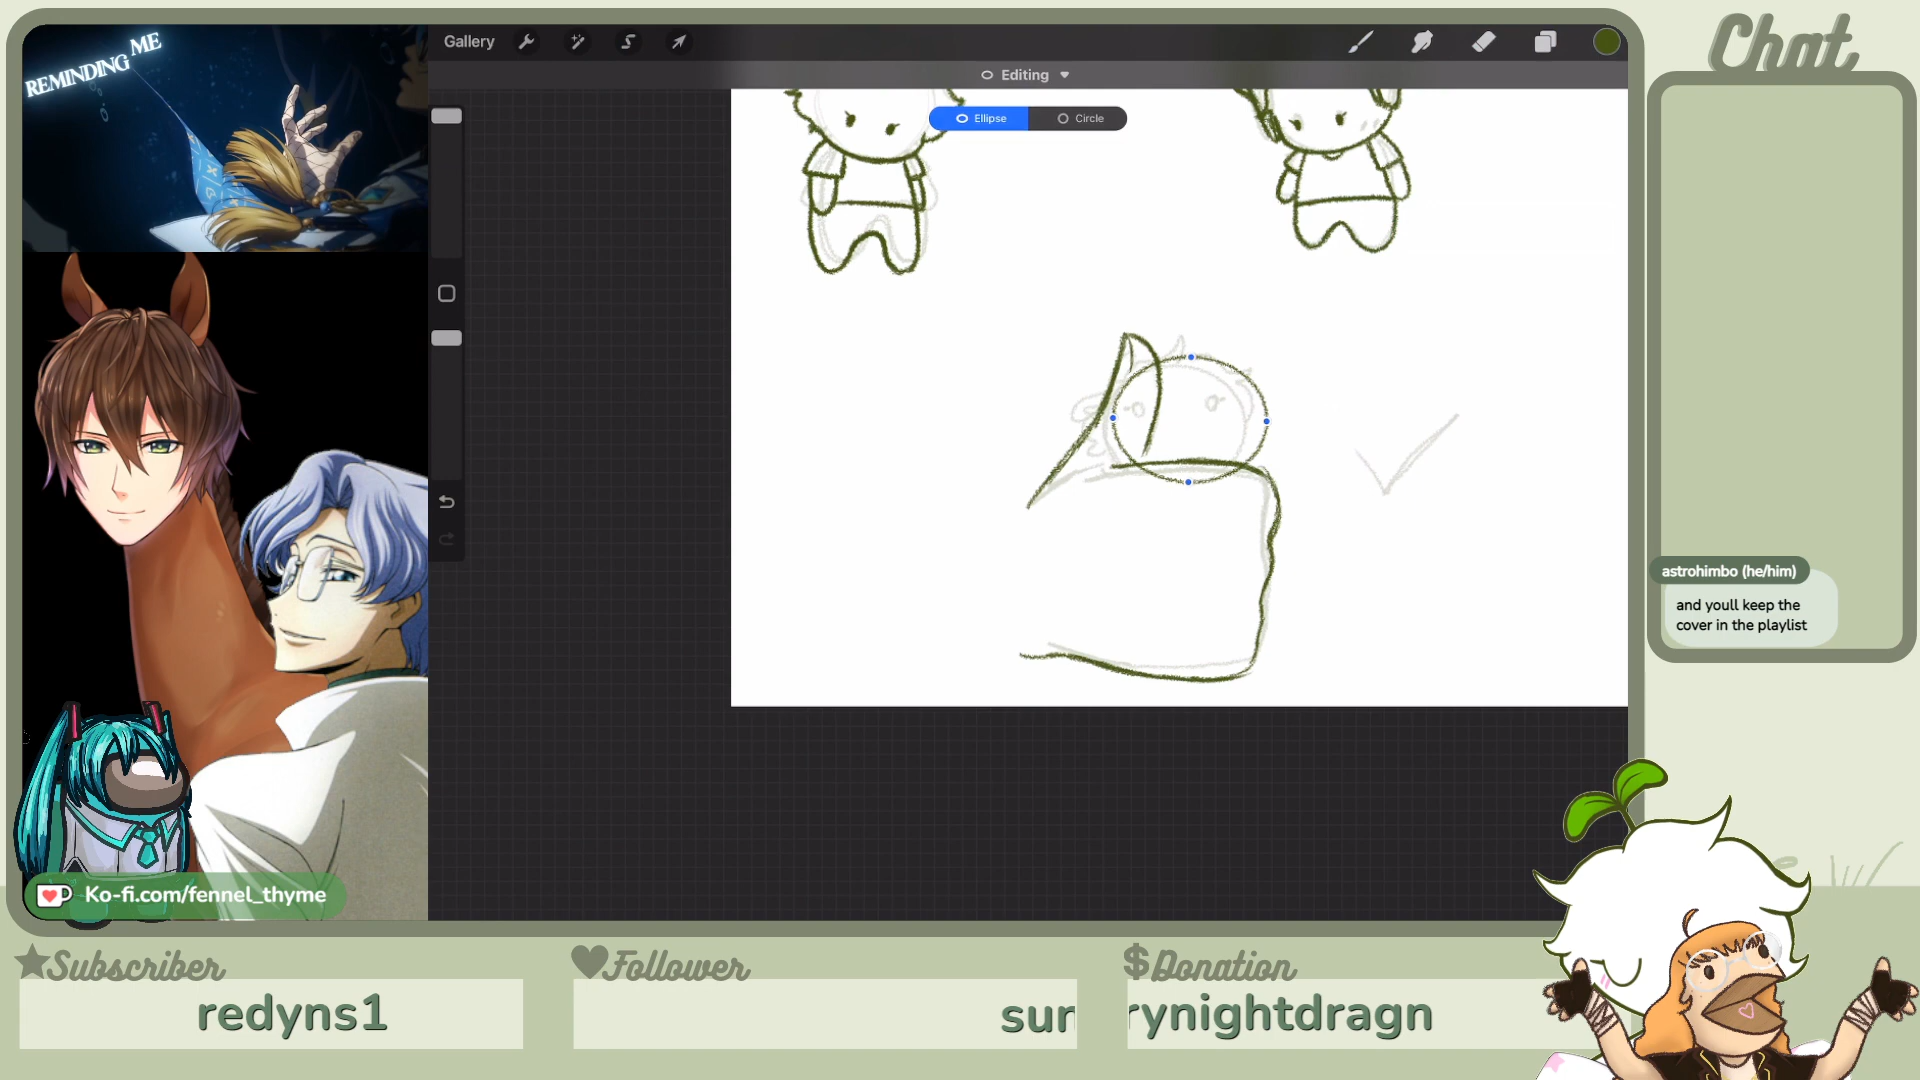 REMINDING ME
Gallery
Editing
Ellipse
Circle
Chat
astrohimbo (he/him)
and youll keep the
cover in the playlist
Ko-fi.com/fennel_thyme
Subscriber
Follower
$Donation
redyns1
sur
rynightdragn